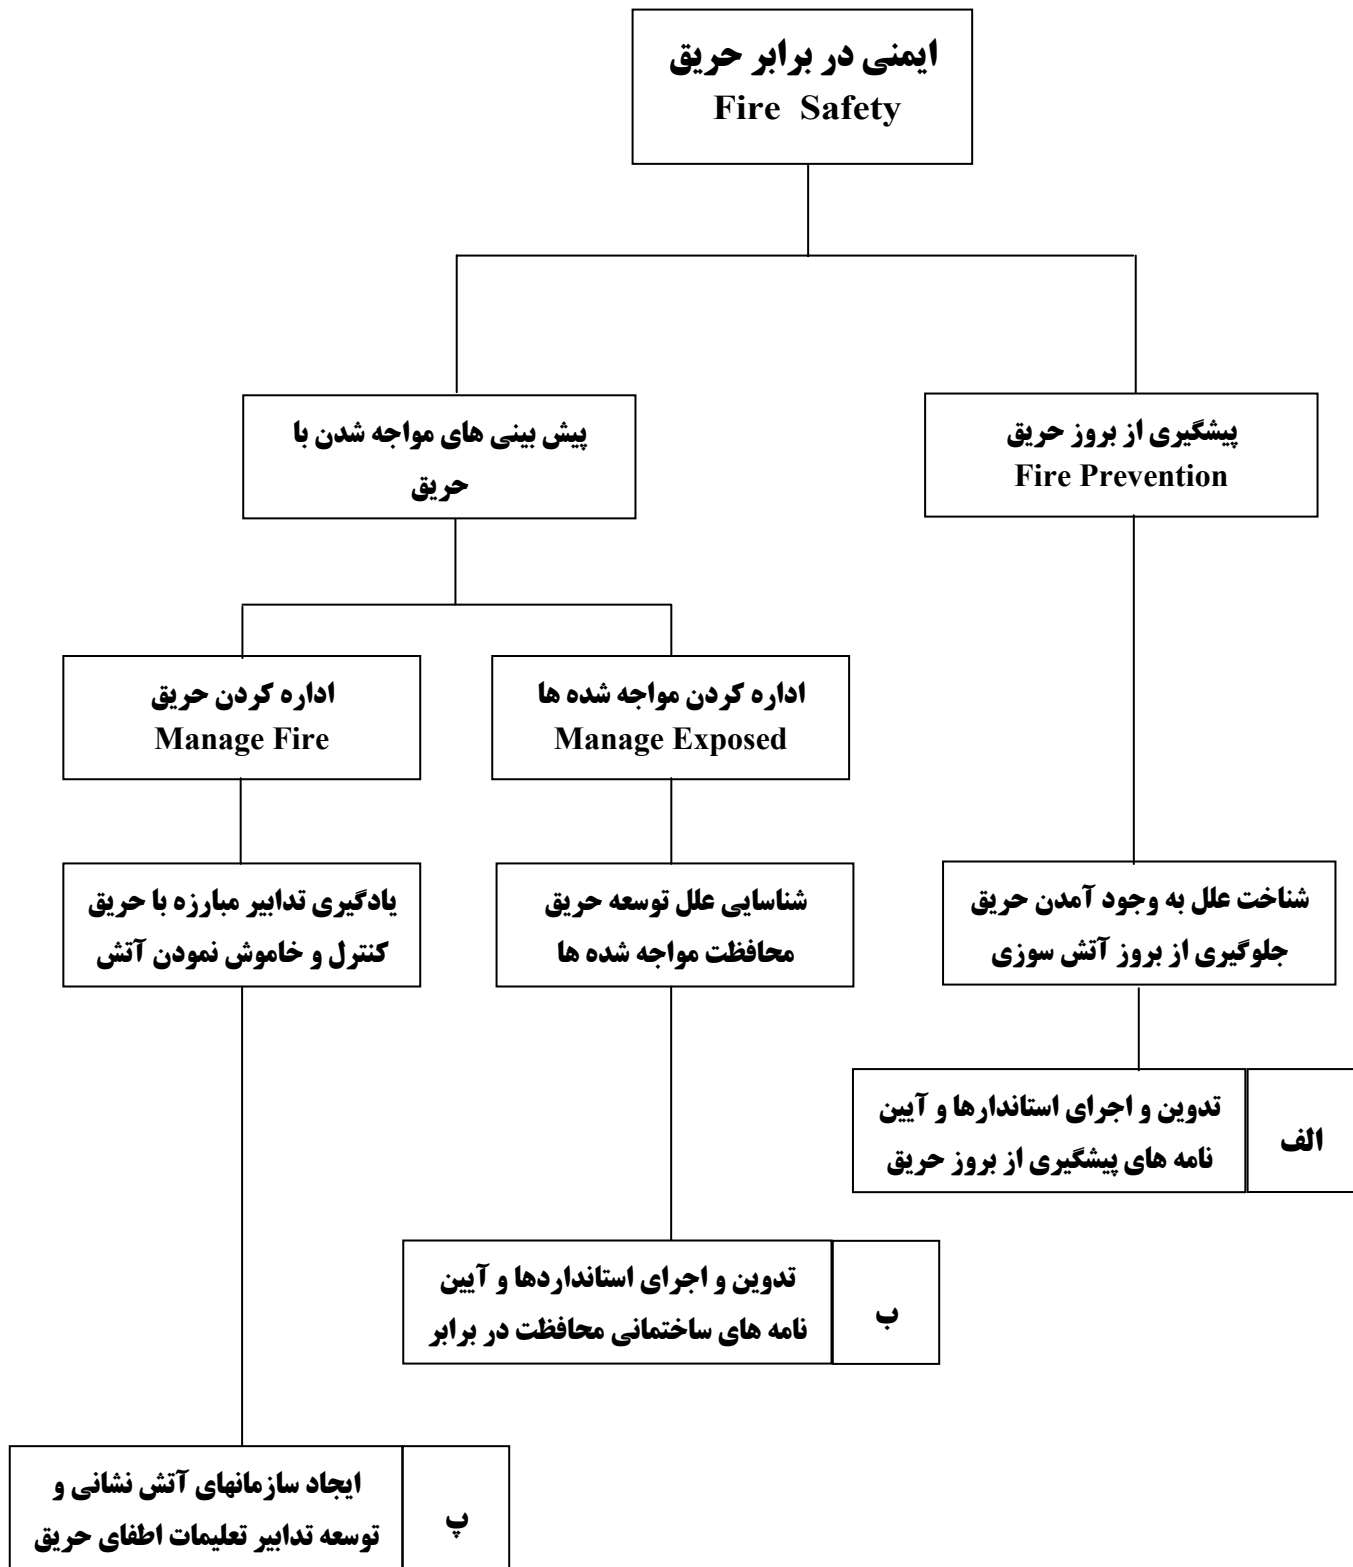 ایمنی در برابر حریق
Fire Safety
پیشگیری از بروز حریق
Fire Prevention
پیش بینی های مواجه شدن با
حریق
اداره کردن مواجه شده ها
Manage Exposed
اداره کردن حریق
Manage Fire
شناخت علل به وجود آمدن حریق
جلوگیری از بروز آتش سوزی
شناسایی علل توسعه حریق
محافظت مواجه شده ها
یادگیری تدابیر مبارزه با حریق
کنترل و خاموش نمودن آتش
الف
تدوین و اجرای استاندارها و آیین
نامه های پیشگیری از بروز حریق
ب
تدوین و اجرای استانداردها و آیین
نامه های ساختمانی محافظت در برابر
پ
ایجاد سازمانهای آتش نشانی و
توسعه تدابیر تعلیمات اطفای حریق